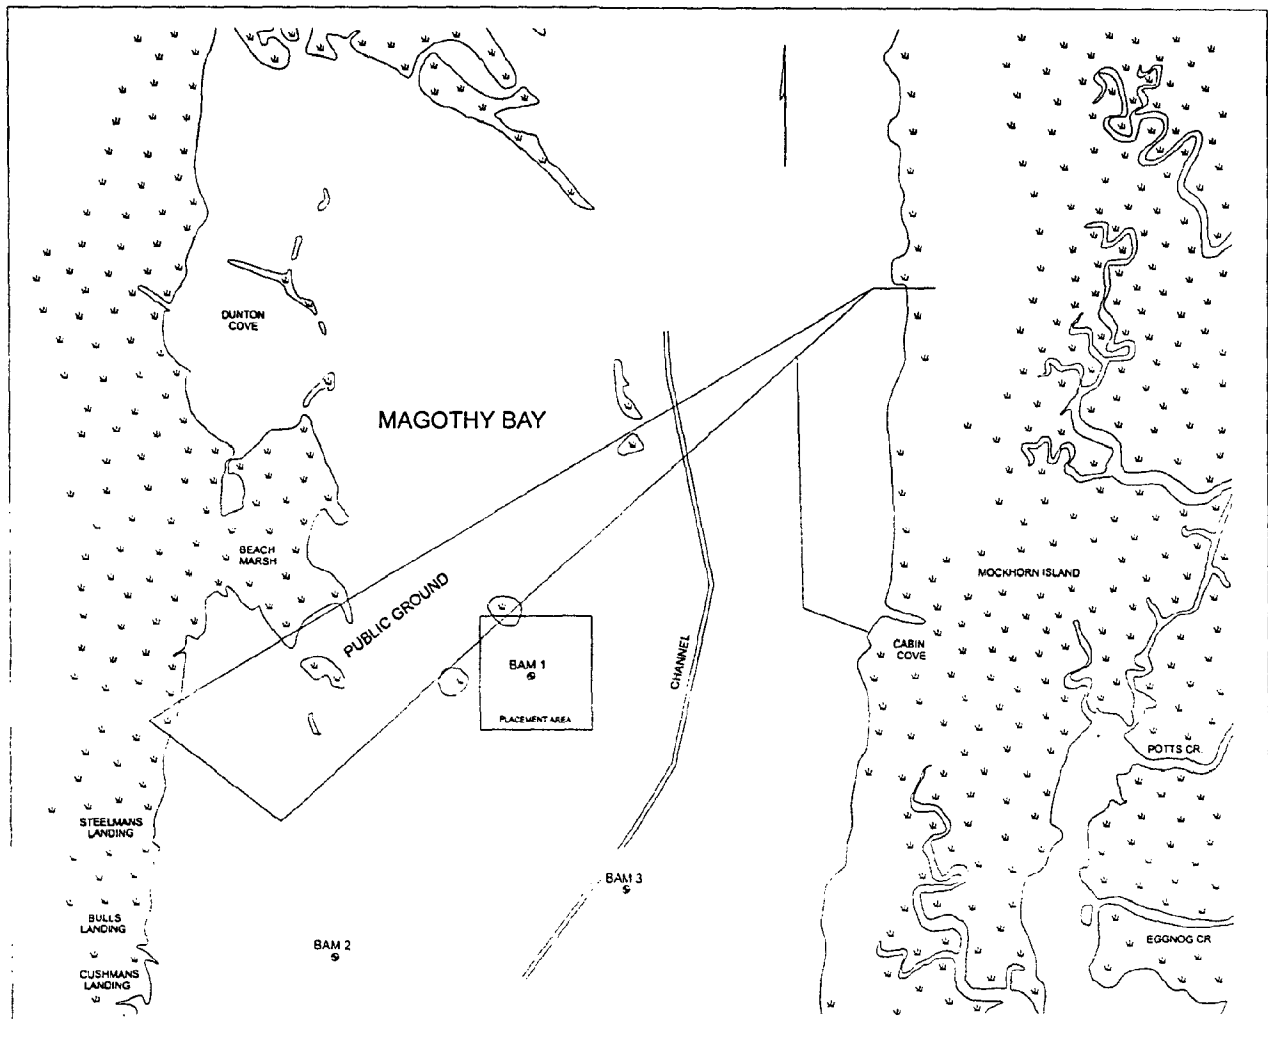 DUNTON
COVE
MAGOTHY BAY
BEACH
MARSH
PUBLIC GROUND
MOCKHORN ISLAND
CABIN
COVE
CHANNEL
BAM 1
PLACEMENT AREA
POTTS CR.
STEELMANS
LANDING
BAM 3
BULLS
LANDING
BAM 2
EGGNOG CR
CUSHMANS
LANDING